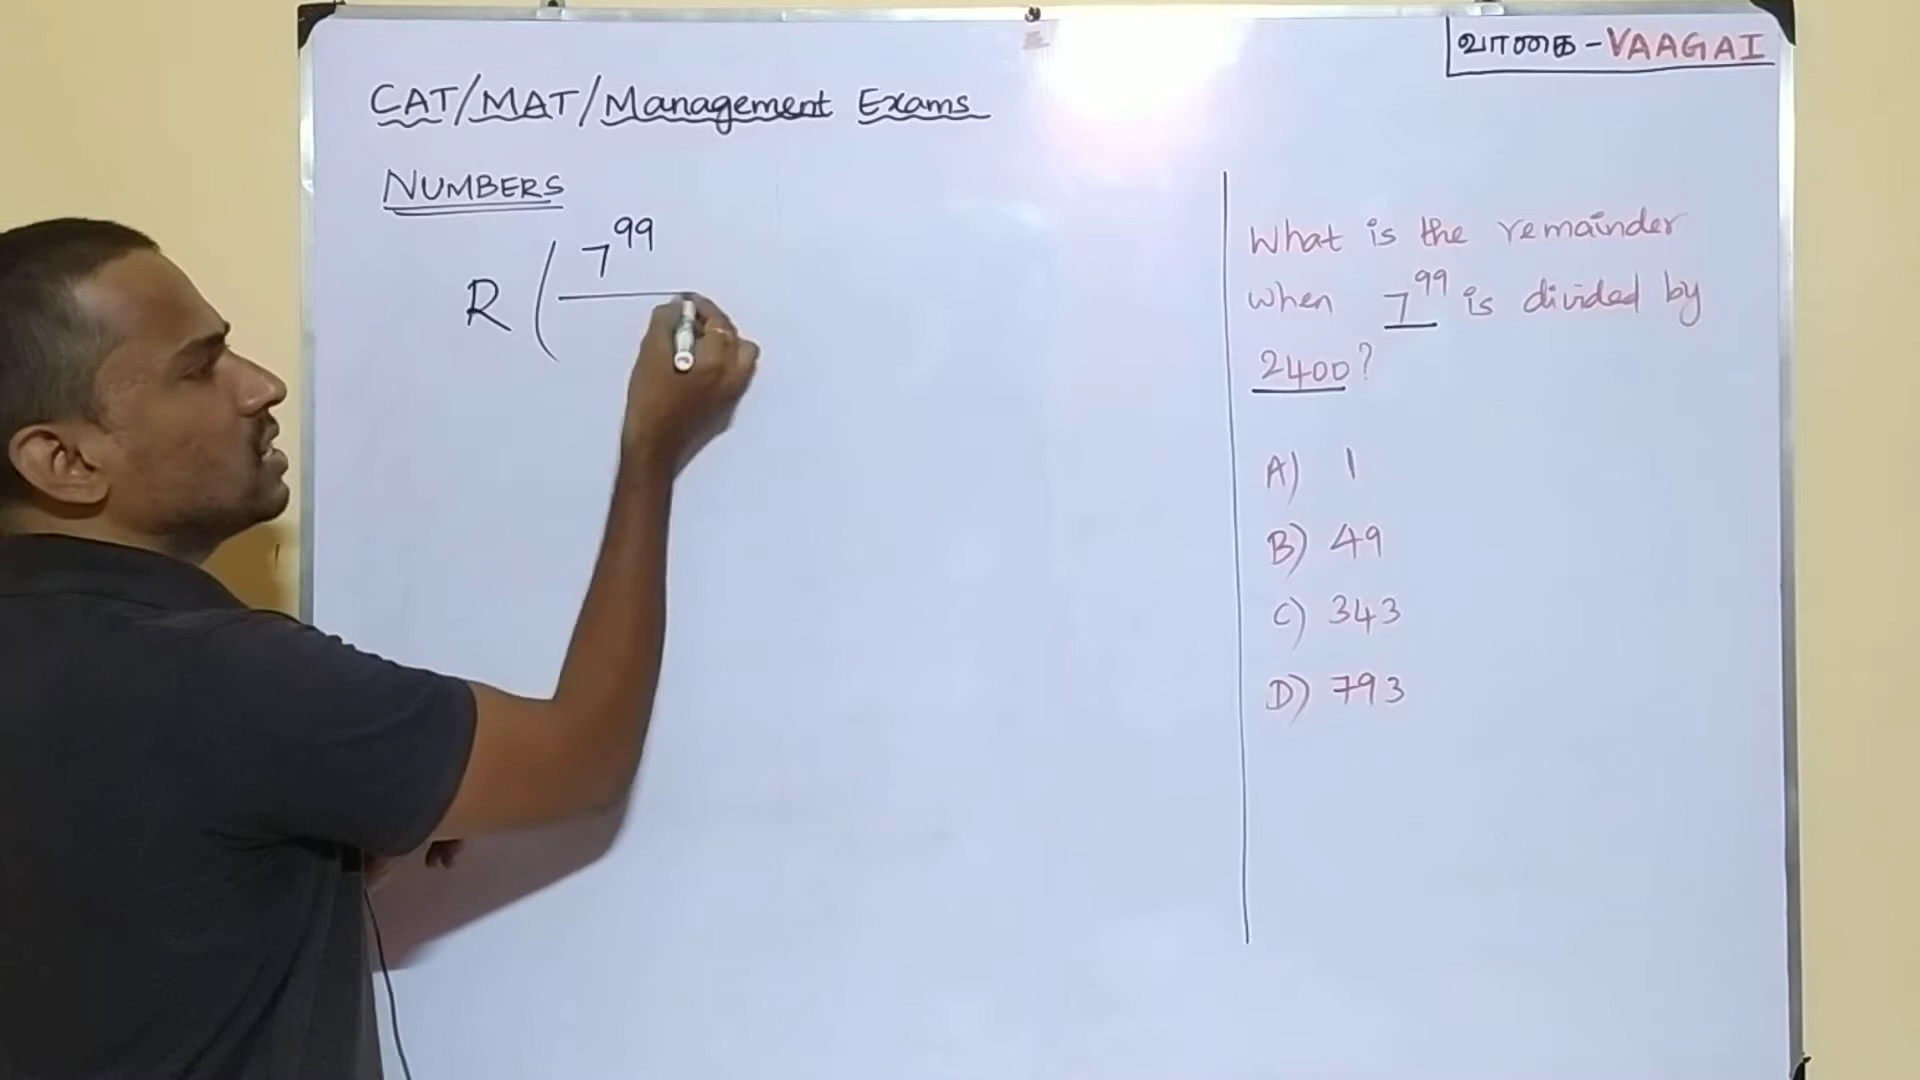 வாகை - VAAGAI
CAT/MAT/Management Exams
NUMBERS
R ( 7^99
What is the remainder
when 7^99 is divided by
2400?
A) 1
B) 49
C) 343
D) 793